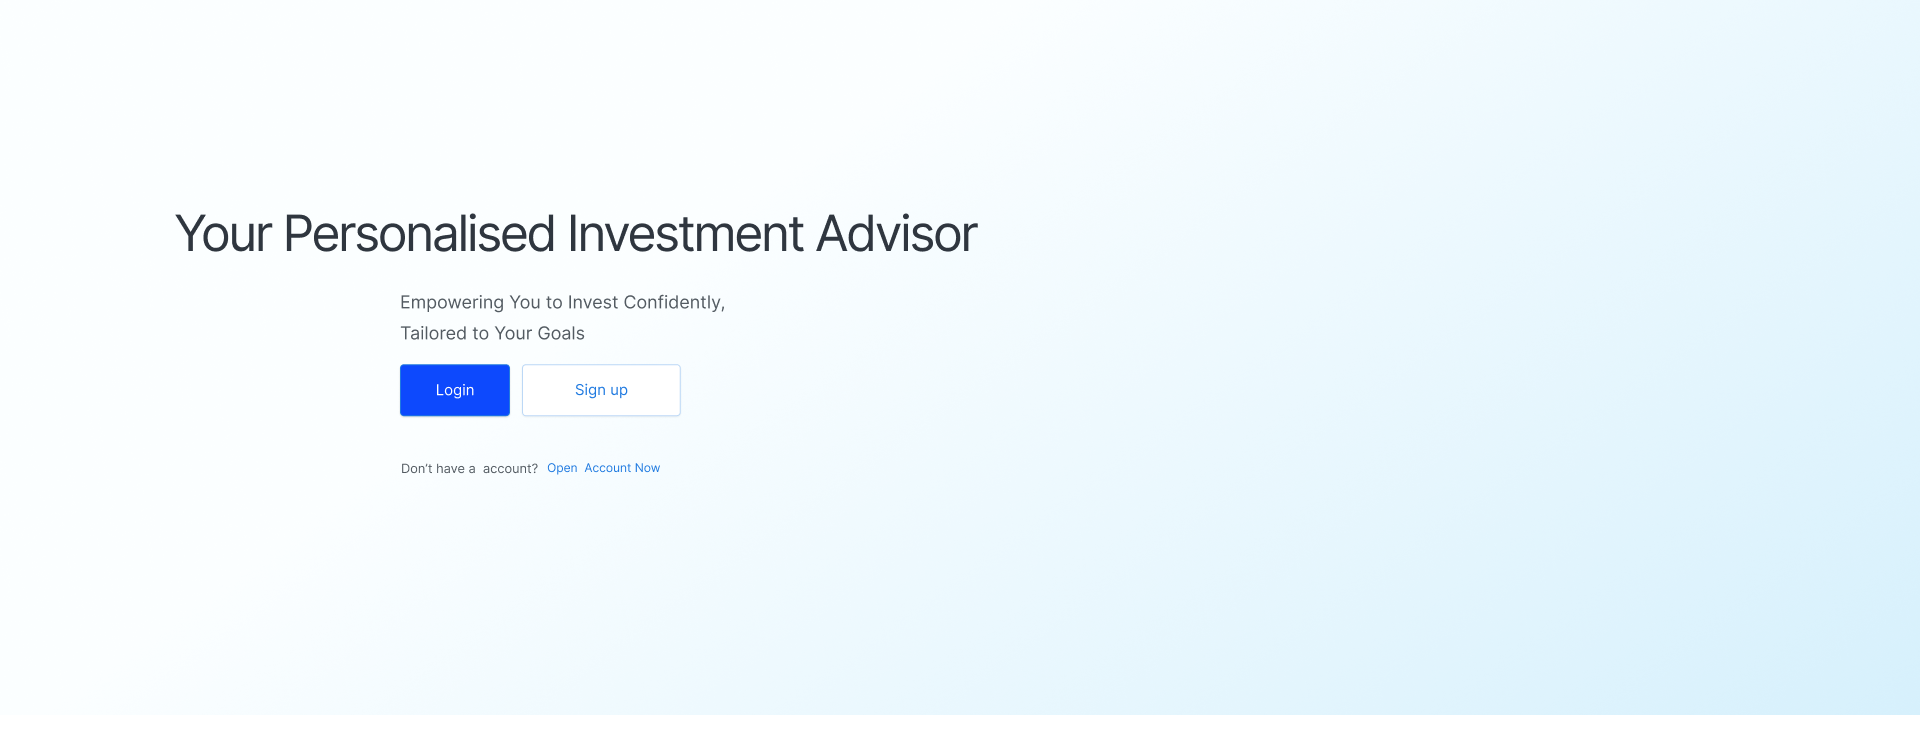 Your Personalised Investment Advisor
Empowering You to Invest Confidently,
Tailored to Your Goals
Login
Sign up
Don't have a account? Open Account Now